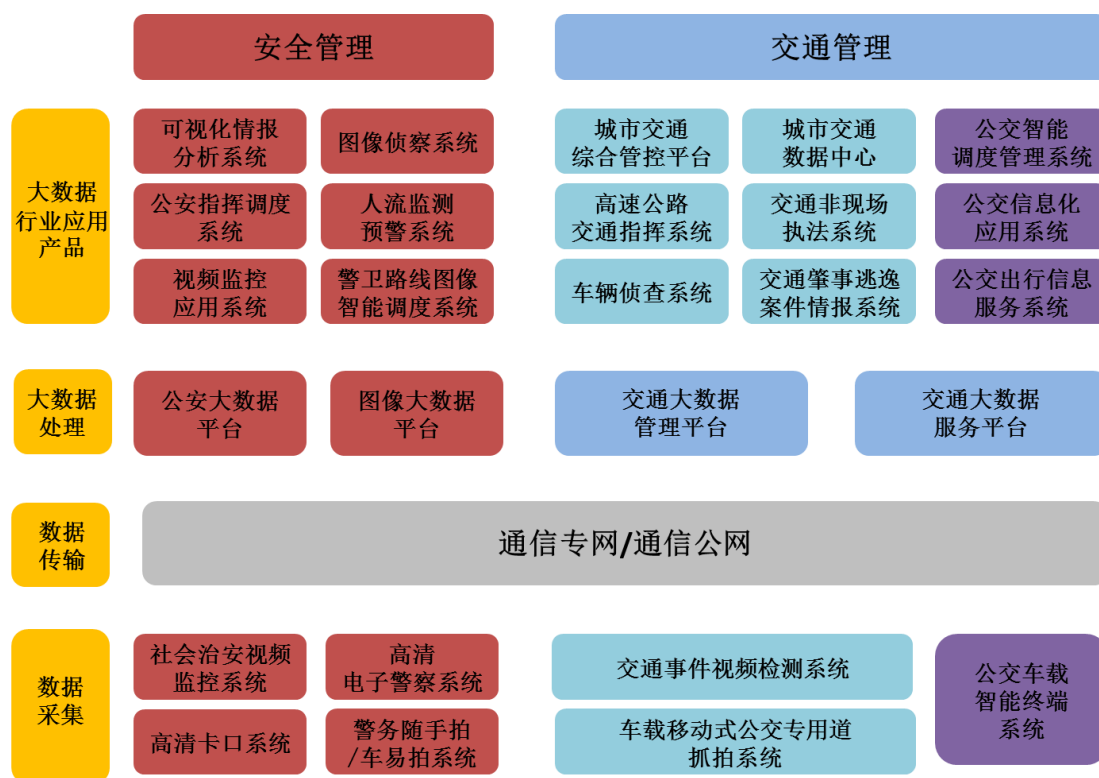 安全管理
交通管理
大数据
行业应用
产品
可视化情报
分析系统
图像侦察系统
城市交通
综合管控平台
城市交通
数据中心
公交智能
调度管理系统
公安指挥调度
系统
人流监测
预警系统
高速公路
交通指挥系统
交通非现场
执法系统
公交信息化
应用系统
视频监控
应用系统
警卫路线图像
智能调度系统
车辆侦查系统
交通肇事逃逸
案件情报系统
公交出行信息
服务系统
大数据
处理
公安大数据
平台
图像大数据
平台
交通大数据
管理平台
交通大数据
服务平台
数据
传输
通信专网/通信公网
数据
采集
社会治安视频
监控系统
高清
电子警察系统
交通事件视频检测系统
公交车载
智能终端
系统
高清卡口系统
警务随手拍
/车易拍系统
车载移动式公交专用道
抓拍系统